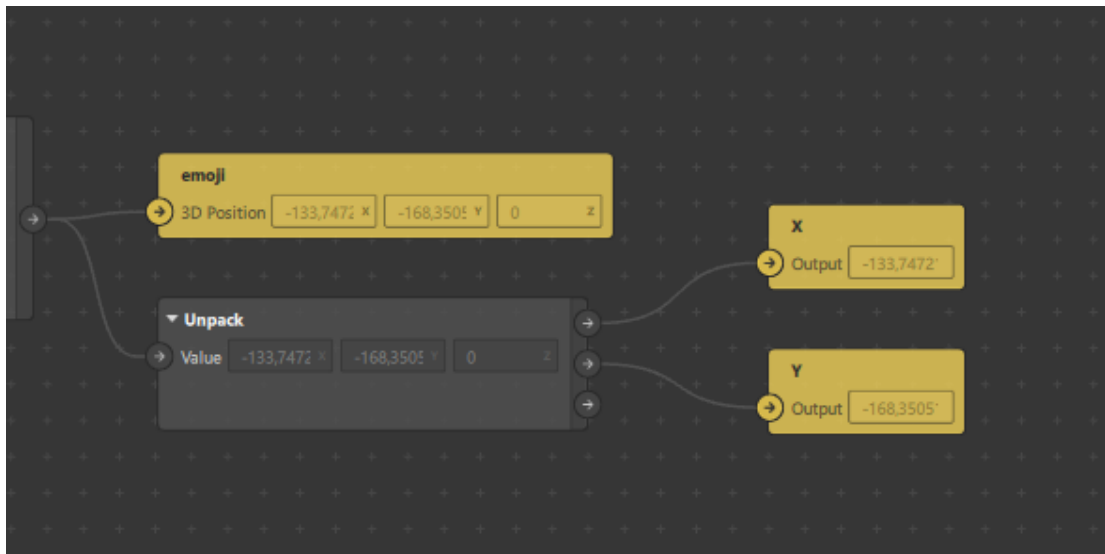 emoji
3D Position -133,7472 X -168,3505 Y 0 Z
X
Output -133,7472
Unpack
Value -133,7472 X -168,3505 Y 0 Z
Y
Output -168,3505